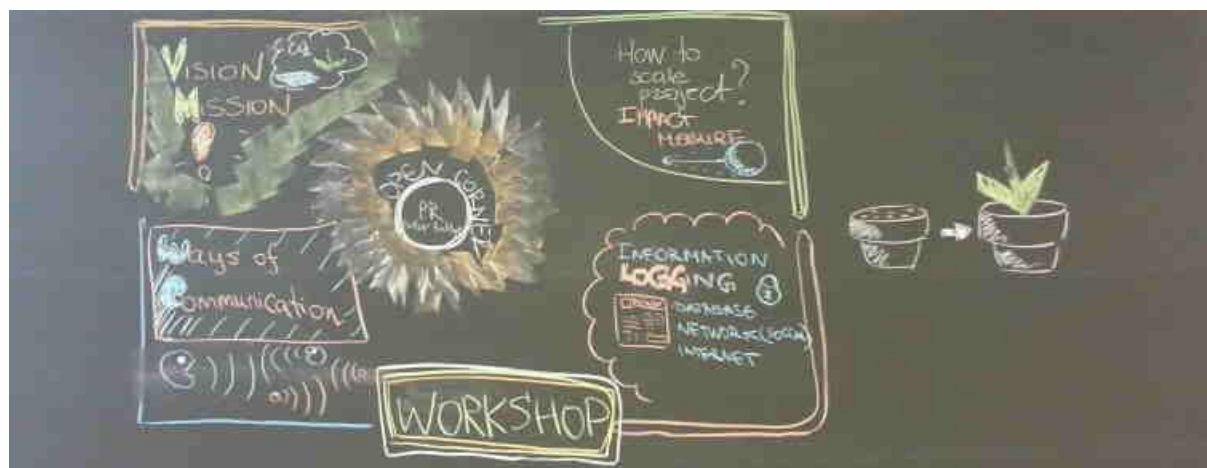 VISION
MISSION
OPEN CORNER
PR
How to
scale
project?
IMPACT
MEASURE
Ways of
Communication
INFORMATION
LOGGING
DATABASE
INTERNET
WORKSHOP